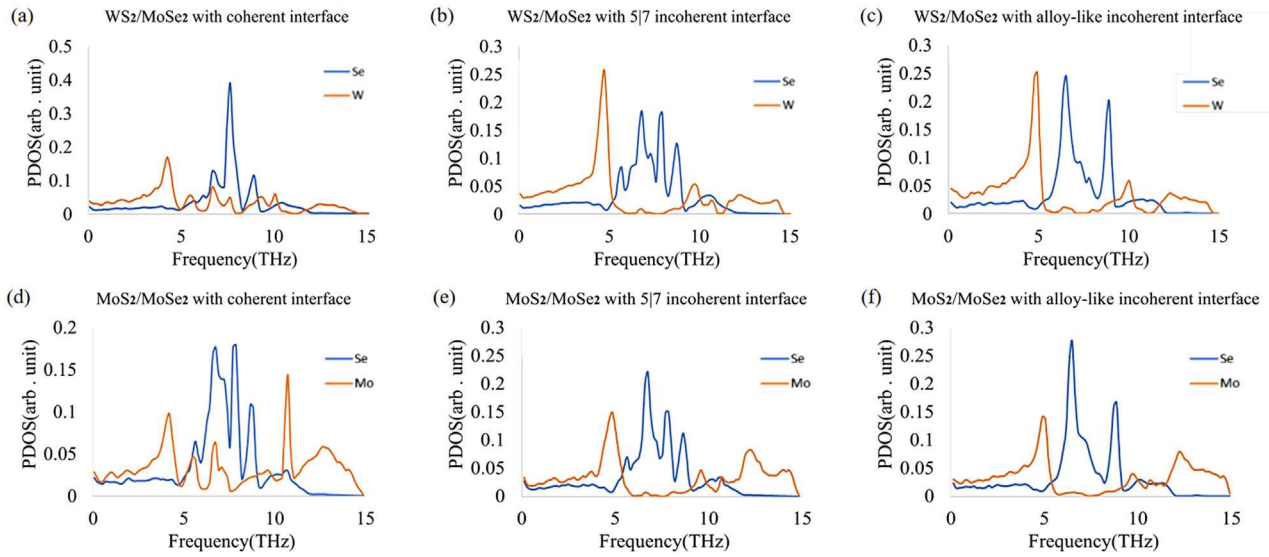 (a) WS₂/MoSe₂ with coherent interface
0.5
0.4
0.3
0.2
0.1
0
PDOS(arb . unit)
Se
W
0 5 10 15
Frequency(THz)
(b) WS₂/MoSe₂ with 5|7 incoherent interface
0.3
0.25
0.2
0.15
0.1
0.05
0
PDOS(arb . unit)
Se
W
0 5 10 15
Frequency(THz)
(c) WS₂/MoSe₂ with alloy-like incoherent interface
0.3
0.25
0.2
0.15
0.1
0.05
0
PDOS(arb . unit)
Se
W
0 5 10 15
Frequency(THz)
(d) MoS₂/MoSe₂ with coherent interface
0.2
0.15
0.1
0.05
0
PDOS(arb . unit)
Se
Mo
0 5 10 15
Frequency(THz)
(e) MoS₂/MoSe₂ with 5|7 incoherent interface
0.3
0.25
0.2
0.15
0.1
0.05
0
PDOS(arb . unit)
Se
Mo
0 5 10 15
Frequency(THz)
(f) MoS₂/MoSe₂ with alloy-like incoherent interface
0.3
0.25
0.2
0.15
0.1
0.05
0
PDOS(arb . unit)
Se
Mo
0 5 10 15
Frequency(THz)